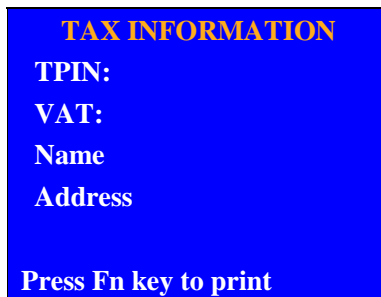 TAX INFORMATION
TPIN:
VAT:
Name
Address
Press Fn key to print